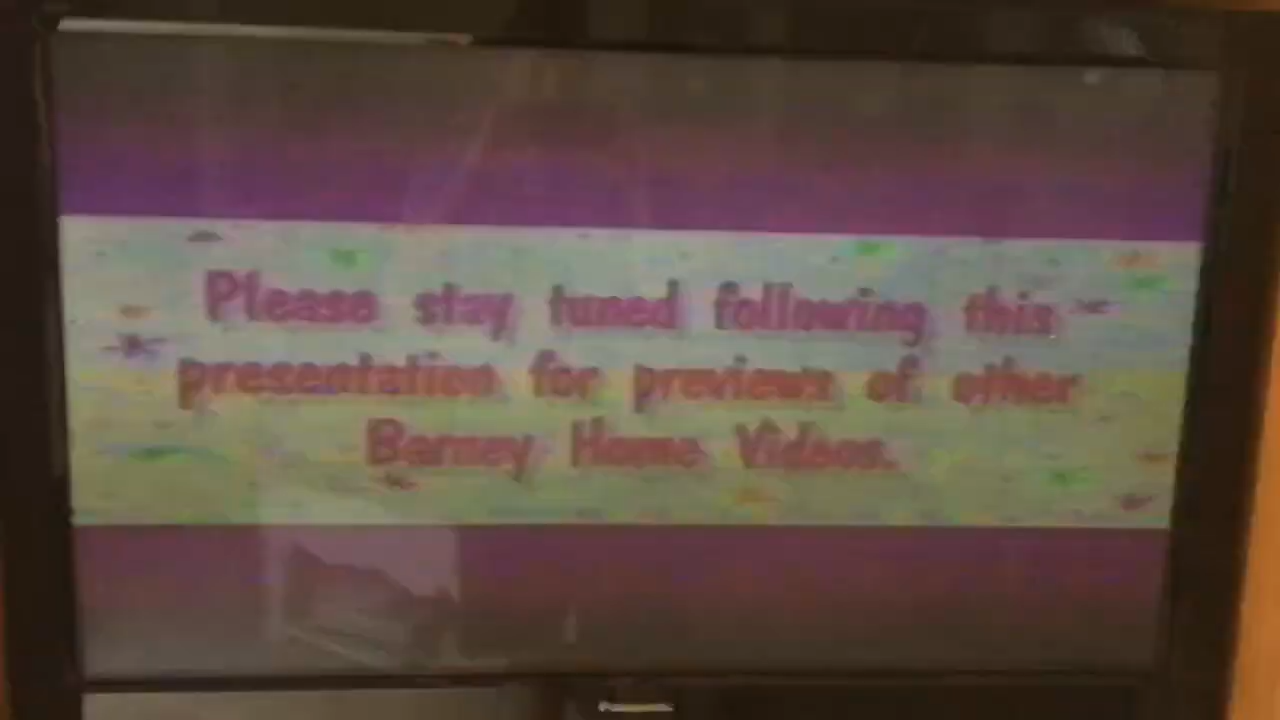 Please stay tuned following this
presentation for previews of other
Barney Home Videos.